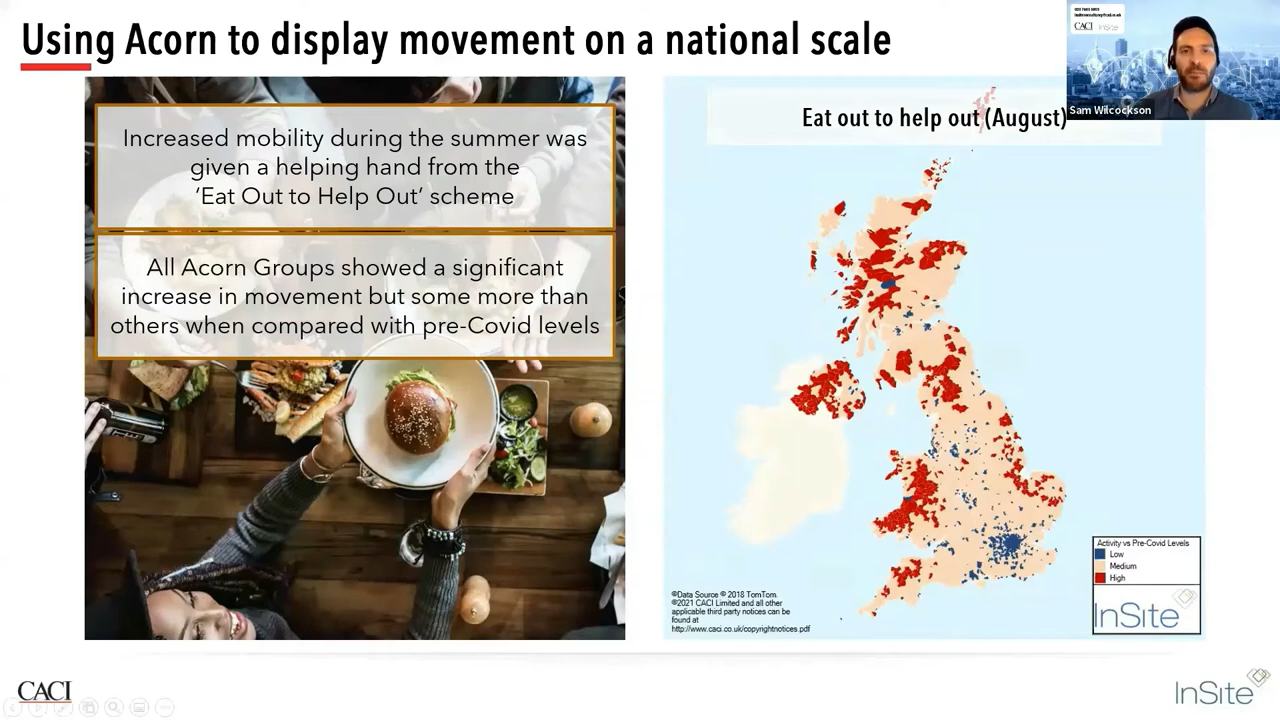 Using Acorn to display movement on a national scale
CACI
InSite
Sam Wilcockson
Increased mobility during the summer was
given a helping hand from the
‘Eat Out to Help Out’ scheme
All Acorn Groups showed a significant
increase in movement but some more than
others when compared with pre-Covid levels
Eat out to help out (August)
Activity vs Pre-Covid Levels
Low
Medium
High
InSite
©Data Source © 2018 TomTom.
©2021 CACI Limited and all other
applicable third party notices can be
found at
http://www.caci.co.uk/copyrightnotices.pdf
CACI
InSite